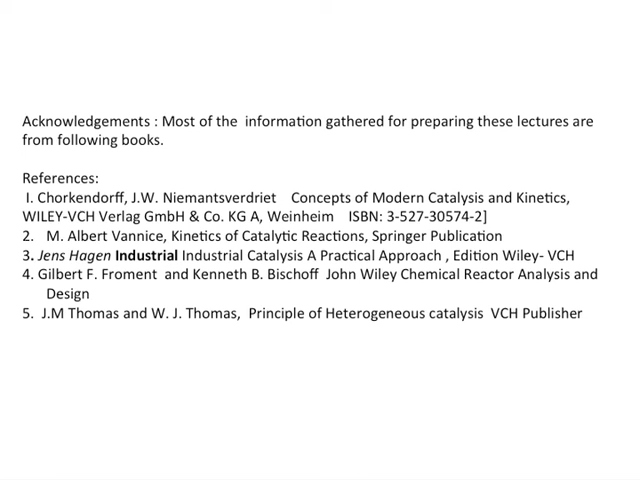 Acknowledgements : Most of the information gathered for preparing these lectures are
from following books.
References:
I. Chorkendorff, J.W. Niemantsverdriet Concepts of Modern Catalysis and Kinetics,
WILEY-VCH Verlag GmbH & Co. KG A, Weinheim ISBN: 3-527-30574-2]
2. M. Albert Vannice, Kinetics of Catalytic Reactions, Springer Publication
3. Jens Hagen Industrial Industrial Catalysis A Practical Approach , Edition Wiley- VCH
4. Gilbert F. Froment and Kenneth B. Bischoff John Wiley Chemical Reactor Analysis and
Design
5. J.M Thomas and W. J. Thomas, Principle of Heterogeneous catalysis VCH Publisher